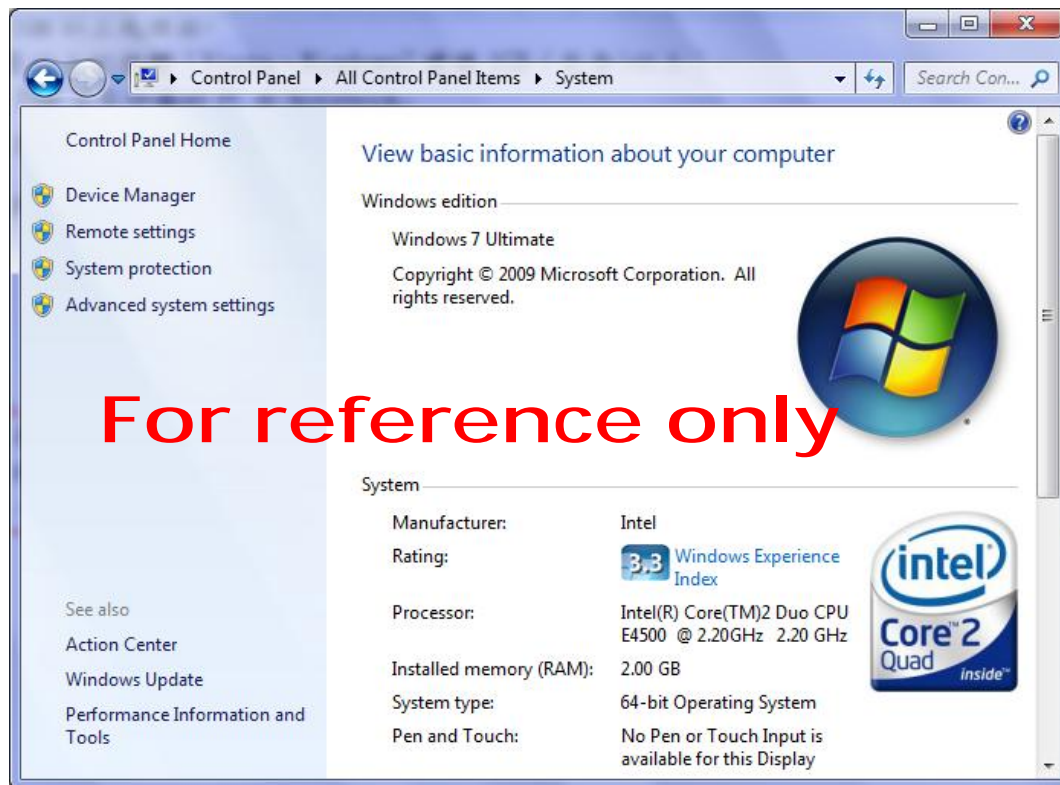 Control Panel ▸ All Control Panel Items ▸ System
Search Con...
Control Panel Home
Device Manager
Remote settings
System protection
Advanced system settings
See also
Action Center
Windows Update
Performance Information and
Tools
View basic information about your computer
Windows edition
Windows 7 Ultimate
Copyright © 2009 Microsoft Corporation. All
rights reserved.
For reference only
System
Manufacturer: Intel
Rating: 3.3 Windows Experience
Index
Processor: Intel(R) Core(TM)2 Duo CPU
E4500 @ 2.20GHz 2.20 GHz
Installed memory (RAM): 2.00 GB
System type: 64-bit Operating System
Pen and Touch: No Pen or Touch Input is
available for this Display
intel
Core™2
Quad
inside™